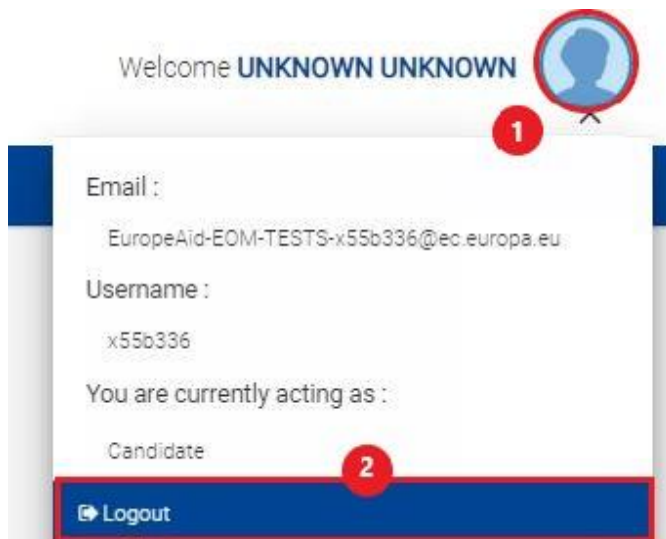 Welcome UNKNOWN UNKNOWN
1
Email :
EuropeAid-EOM-TESTS-x55b336@ec.europa.eu
Username :
x55b336
You are currently acting as :
Candidate
2
Logout